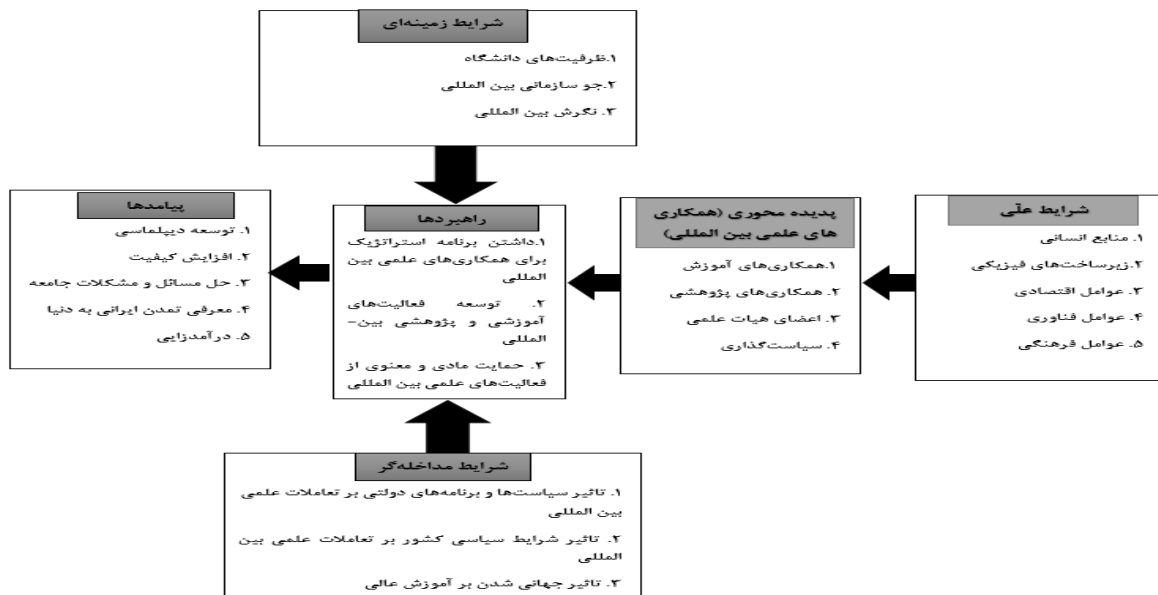 شرایط زمینه‌ای
۱.ظرفیت‌های دانشگاه
۲.جو سازمانی بین المللی
۳. نگرش بین المللی
شرایط علّی
۱. منابع انسانی
۲.زیرساخت‌های فیزیکی
۳. عوامل اقتصادی
۴. عوامل فناوری
۵. عوامل فرهنگی
پدیده محوری (همکاری
های علمی بین المللی)
۱.همکاری‌های آموزش
۲. همکاری‌های پژوهشی
۳. اعضای هیات علمی
۴. سیاست‌گذاری
راهبردها
۱.داشتن برنامه استراتژیک
برای همکاری‌های علمی بین
المللی
۲. توسعه فعالیت‌های
آموزشی و پژوهشی بین-
المللی
۳. حمایت مادی و معنوی از
فعالیت‌های علمی بین المللی
پیامدها
۱. توسعه دیپلماسی
۲. افزایش کیفیت
۳. حل مسائل و مشکلات جامعه
۴. معرفی تمدن ایرانی به دنیا
۵. درآمدزایی
شرایط مداخله‌گر
۱. تاثیر سیاست‌ها و برنامه‌های دولتی بر تعاملات علمی
بین المللی
۲. تاثیر شرایط سیاسی کشور بر تعاملات علمی بین
المللی
۳. تاثیر جهانی شدن بر آموزش عالی